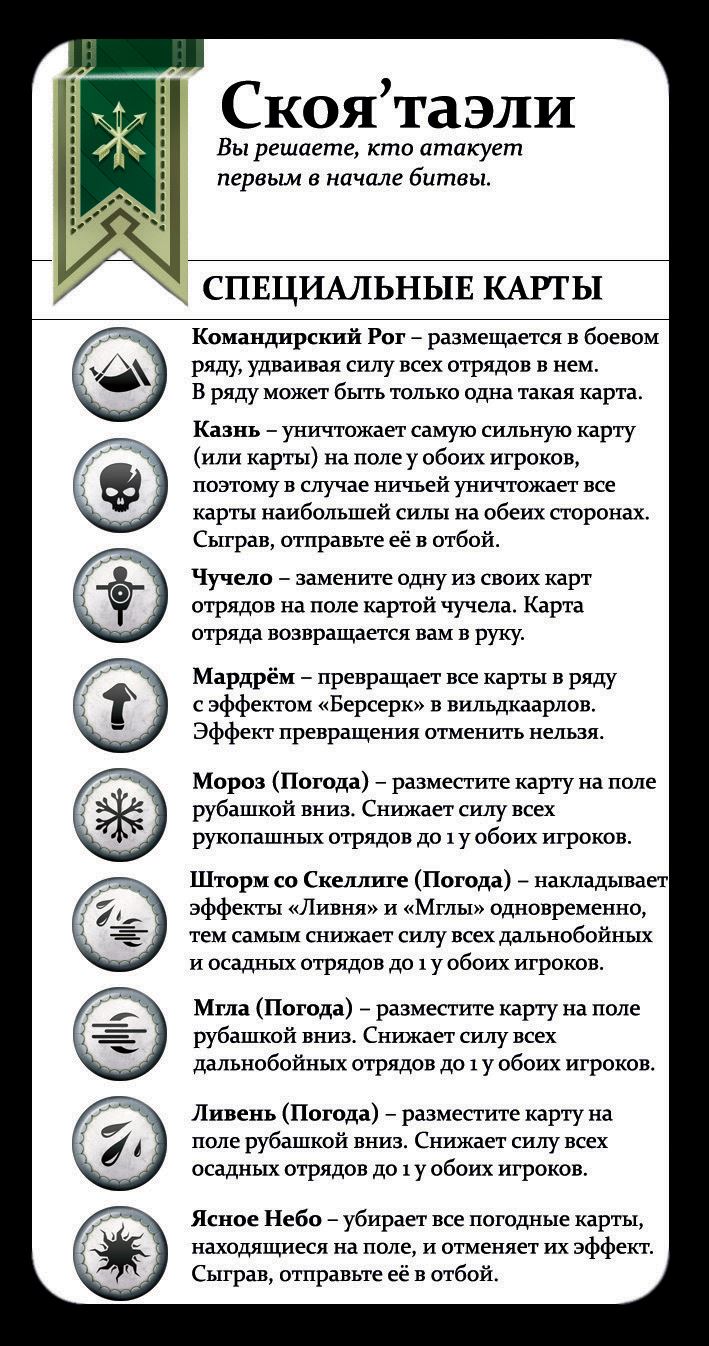 Скоя’таэли
Вы решаете, кто атакует
первым в начале битвы.
СПЕЦИАЛЬНЫЕ КАРТЫ
Командирский Рог – размещается в боевом
ряду, удваивая силу всех отрядов в нем.
В ряду может быть только одна такая карта.
Казнь – уничтожает самую сильную карту
(или карты) на поле у обоих игроков,
поэтому в случае ничьей уничтожает все
карты наибольшей силы на обеих сторонах.
Сыграв, отправьте её в отбой.
Чучело – замените одну из своих карт
отрядов на поле картой чучела. Карта
отряда возвращается вам в руку.
Мардрём – превращает все карты в ряду
с эффектом «Берсерк» в вильдкаарлов.
Эффект превращения отменить нельзя.
Мороз (Погода) – разместите карту на поле
рубашкой вниз. Снижает силу всех
рукопашных отрядов до 1 у обоих игроков.
Шторм со Скеллиге (Погода) – накладывает
эффекты «Ливня» и «Мглы» одновременно,
тем самым снижает силу всех дальнобойных
и осадных отрядов до 1 у обоих игроков.
Мгла (Погода) – разместите карту на поле
рубашкой вниз. Снижает силу всех
дальнобойных отрядов до 1 у обоих игроков.
Ливень (Погода) – разместите карту на
поле рубашкой вниз. Снижает силу всех
осадных отрядов до 1 у обоих игроков.
Ясное Небо – убирает все погодные карты,
находящиеся на поле, и отменяет их эффект.
Сыграв, отправьте её в отбой.